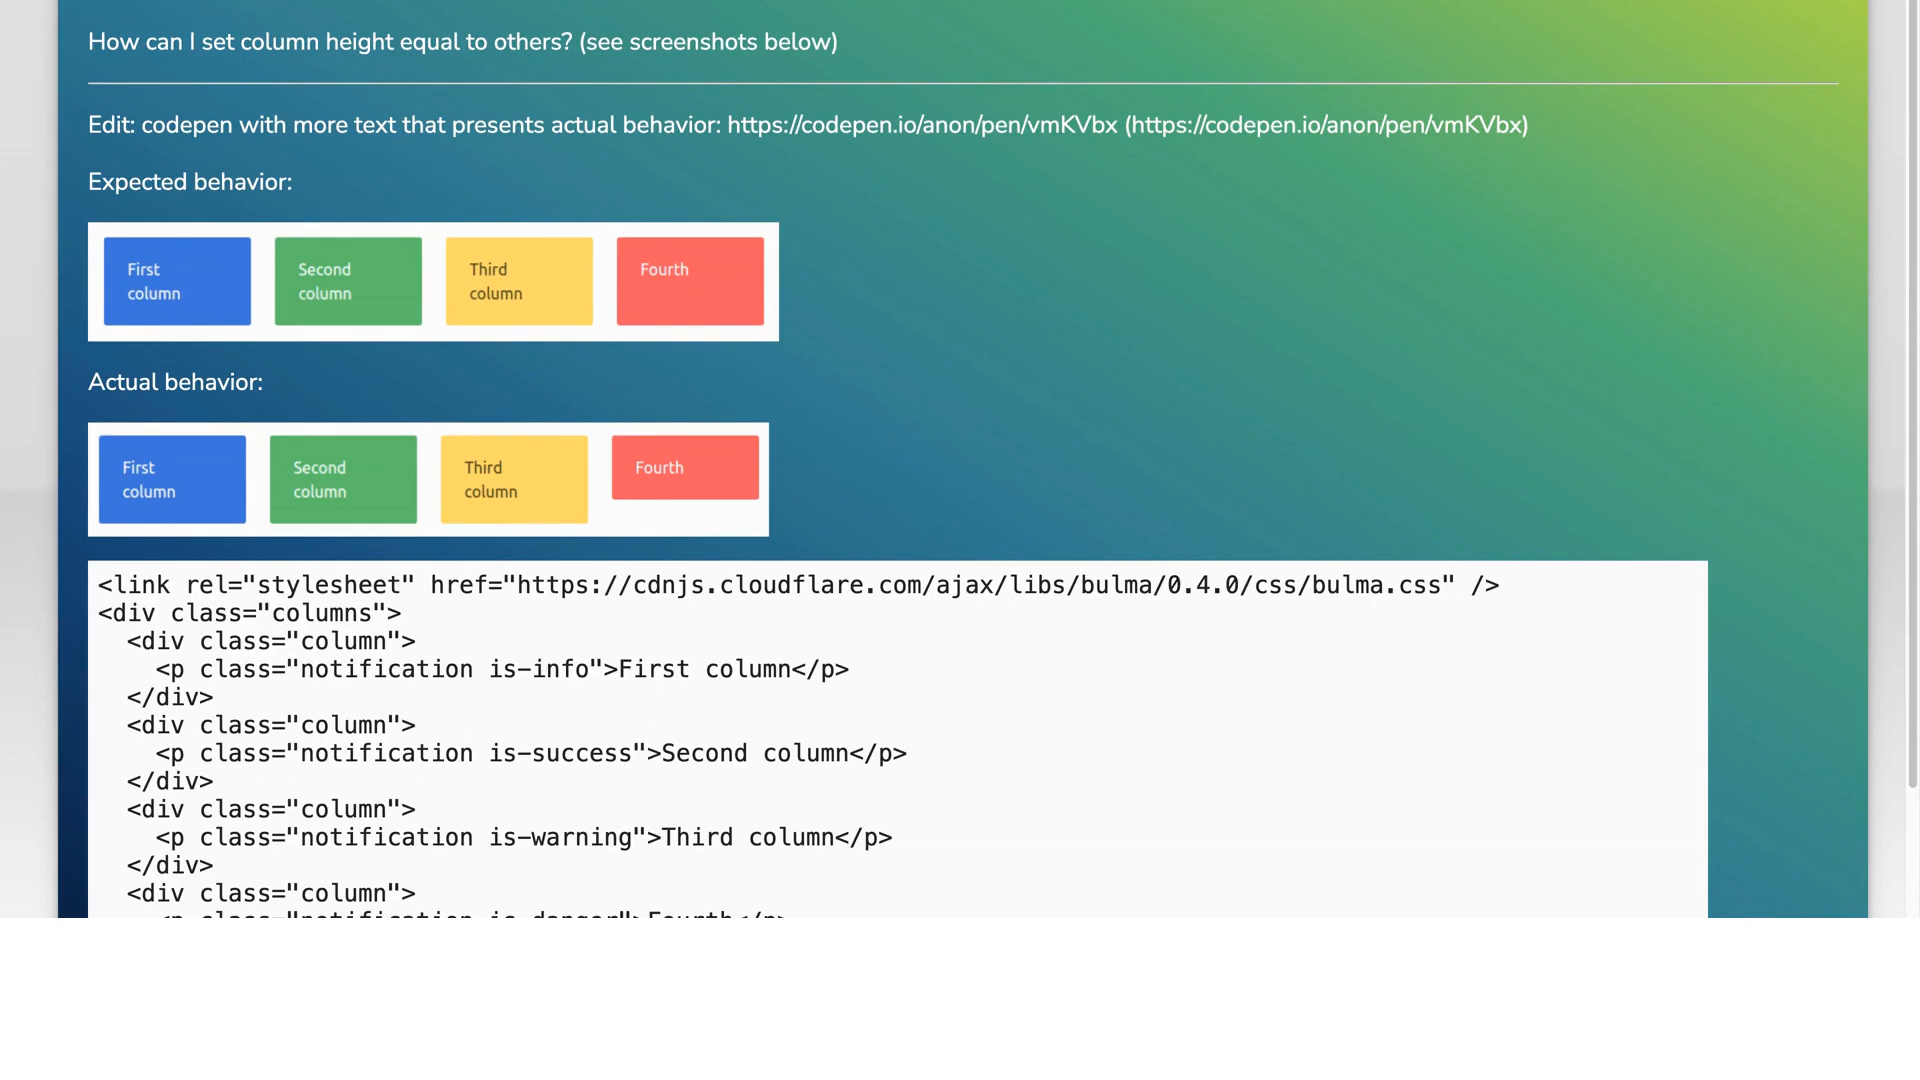 How can I set column height equal to others? (see screenshots below)
Edit: codepen with more text that presents actual behavior: https://codepen.io/anon/pen/vmKVbx (https://codepen.io/anon/pen/vmKVbx)
Expected behavior:
First column
Second column
Third column
Fourth
Actual behavior:
First column
Second column
Third column
Fourth
<link rel="stylesheet" href="https://cdnjs.cloudflare.com/ajax/libs/bulma/0.4.0/css/bulma.css" />
<div class="columns">
  <div class="column">
    <p class="notification is-info">First column</p>
  </div>
  <div class="column">
    <p class="notification is-success">Second column</p>
  </div>
  <div class="column">
    <p class="notification is-warning">Third column</p>
  </div>
  <div class="column">
    <p class="notification is-danger">Fourth</p>